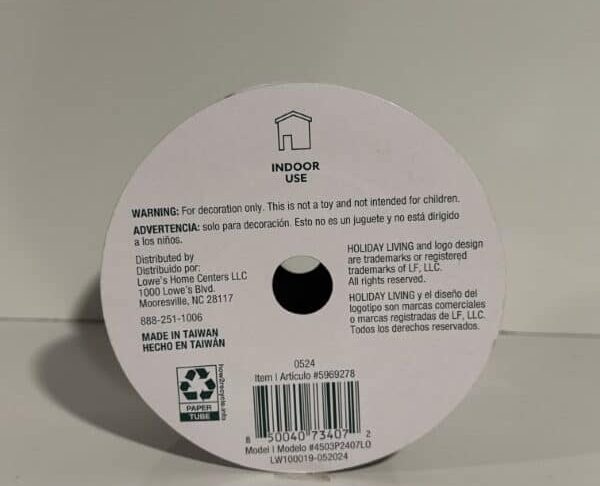 INDOOR
USE
WARNING: For decoration only. This is not a toy and not intended for children.
ADVERTENCIA: solo para decoración. Esto no es un juguete y no está dirigido
a los niños.
Distributed by
Distribuido por:
Lowe's Home Centers LLC
1000 Lowe's Blvd.
Mooresville, NC 28117
888-251-1006
MADE IN TAIWAN
HECHO EN TAIWÁN
HOLIDAY LIVING and logo design
are trademarks or registered
trademarks of LF, LLC.
All rights reserved.
HOLIDAY LIVING y el diseño del
logotipo son marcas comerciales
o marcas registradas de LF, LLC.
Todos los derechos reservados.
how2recycle.info
PAPER
TUBE
0524
Item | Artículo #5969278
8 50040 73407 2
Model | Modelo #4503P2407LO
LW100019-052024